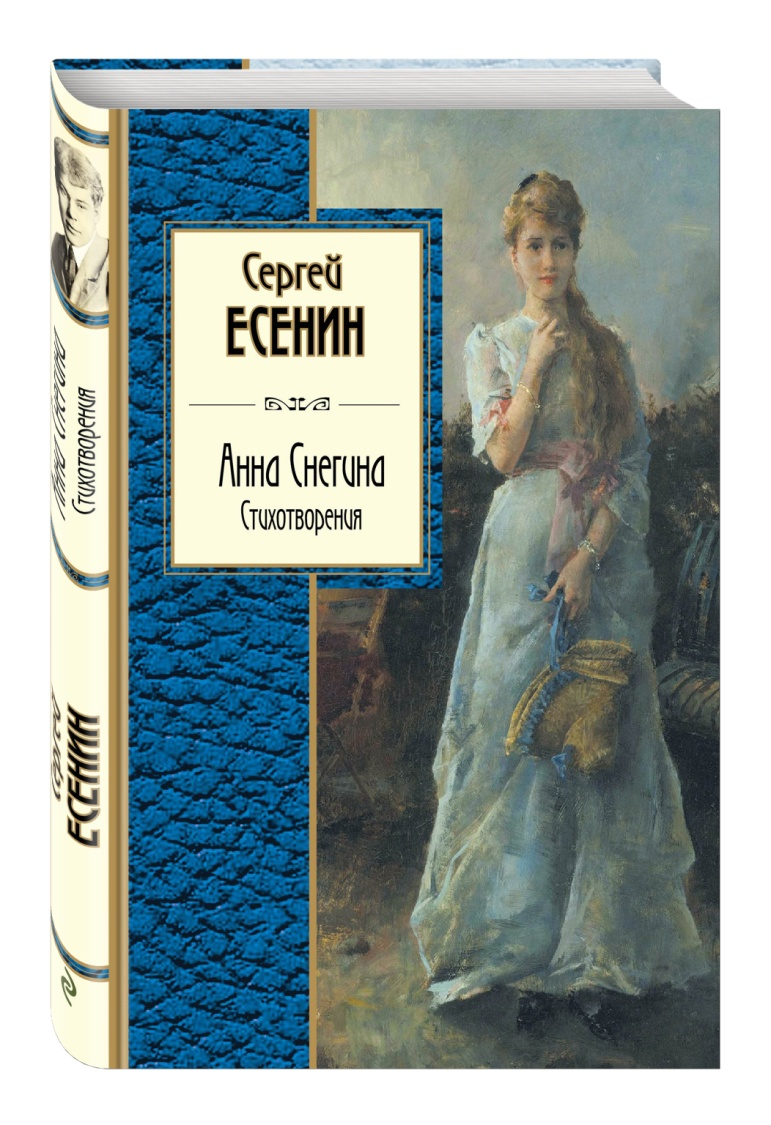 Сергей
ЕСЕНИН
Анна Снегина
Стихотворения
Анна Снегина
Стихотворения
Сергей
ЕСЕНИН